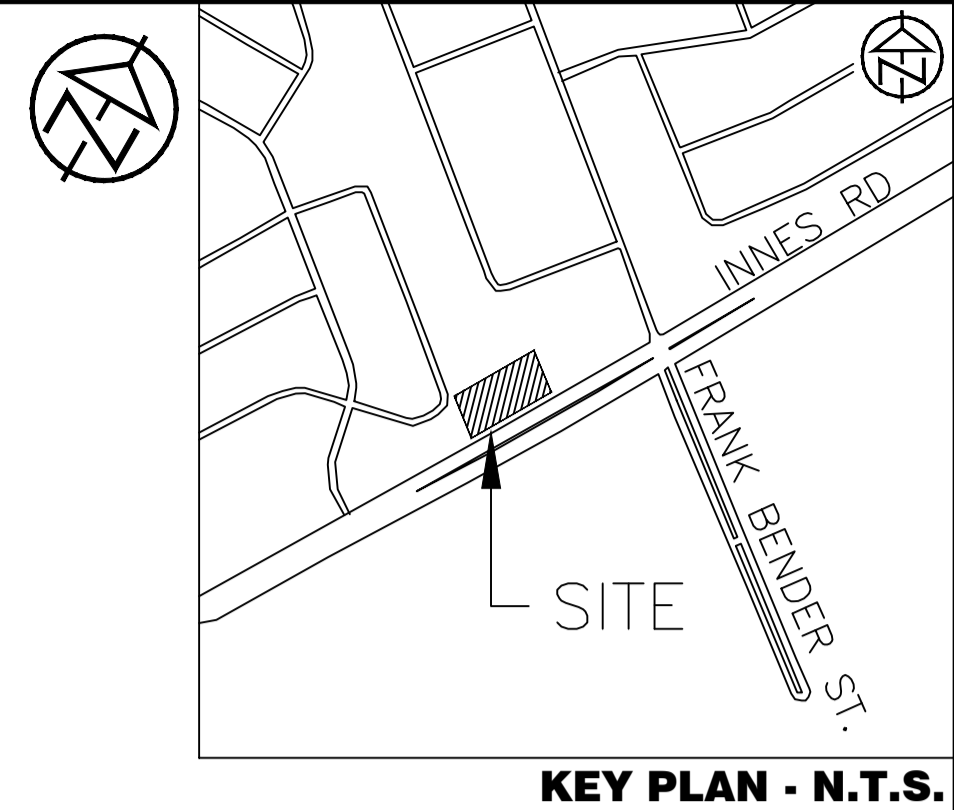 N
N
INNES RD
FRANK BENDER ST.
SITE
KEY PLAN - N.T.S.